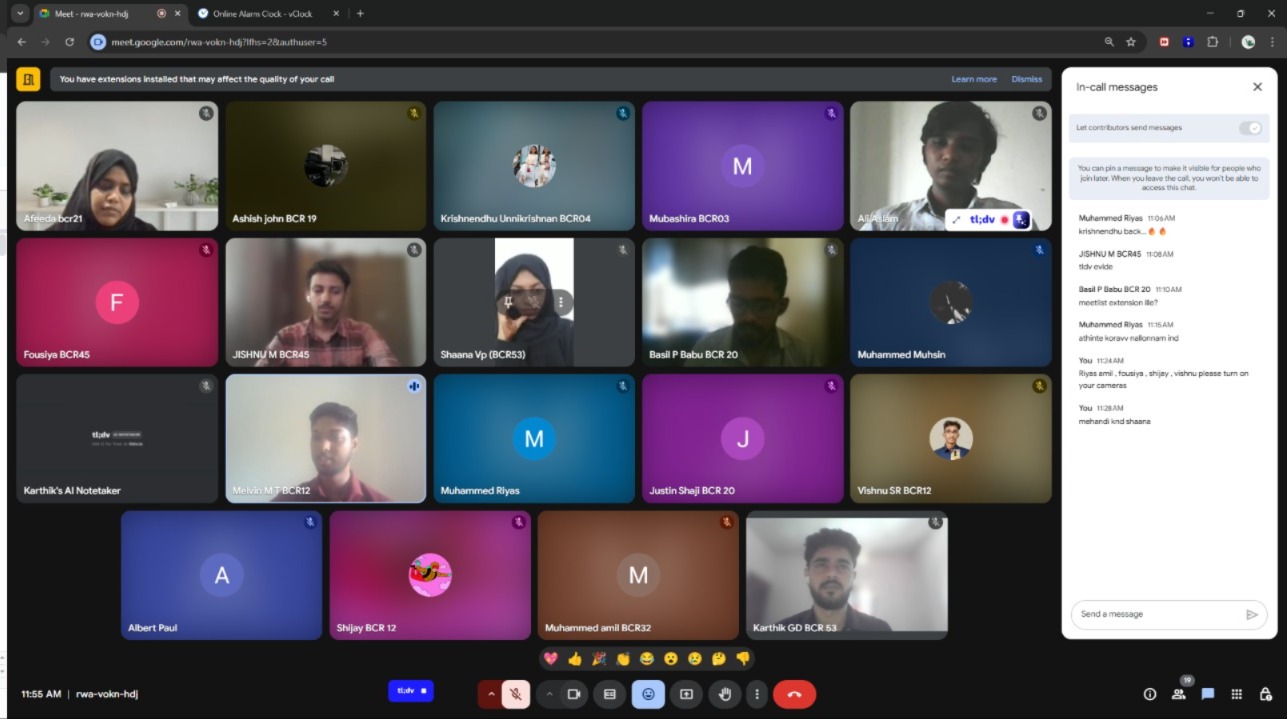 Meet - rwa-vokn-hdj
Online Alarm Clock - vClock
meet.google.com/rwa-vokn-hdj?lfhs=2&authuser=5
You have extensions installed that may affect the quality of your call
Learn more
Dismiss
Afeeda bcr21
Ashish john BCR 19
Krishnendhu Unnikrishnan BCR04
M
Mubashira BCR03
Ali Aslam
tl;dv
F
Fousiya BCR45
JISHNU M BCR45
Shaana Vp (BCR53)
Basil P Babu BCR 20
Muhammed Muhsin
tl;dv
Karthik's AI Notetaker
Melvin M T BCR12
M
Muhammed Riyas
J
Justin Shaji BCR 20
Vishnu SR BCR12
A
Albert Paul
Shijay BCR 12
M
Muhammed amil BCR32
Karthik GD BCR 53
11:55 AM | rwa-vokn-hdj
tl;dv
19
In-call messages
Let contributors send messages
You can pin a message to make it visible for people who
join later. When you leave the call, you won't be able to
access this chat.
Muhammed Riyas 11:06 AM
krishnendhu back... 🔥 🔥
JISHNU M BCR45 11:08 AM
tldv evide
Basil P Babu BCR 20 11:10 AM
meetlist extension ille?
Muhammed Riyas 11:15 AM
athinte koravv nallonnam ind
You 11:24 AM
Riyas amil , fousiya , shijay , vishnu please turn on
your cameras
You 11:28 AM
mehandi knd shaana
Send a message